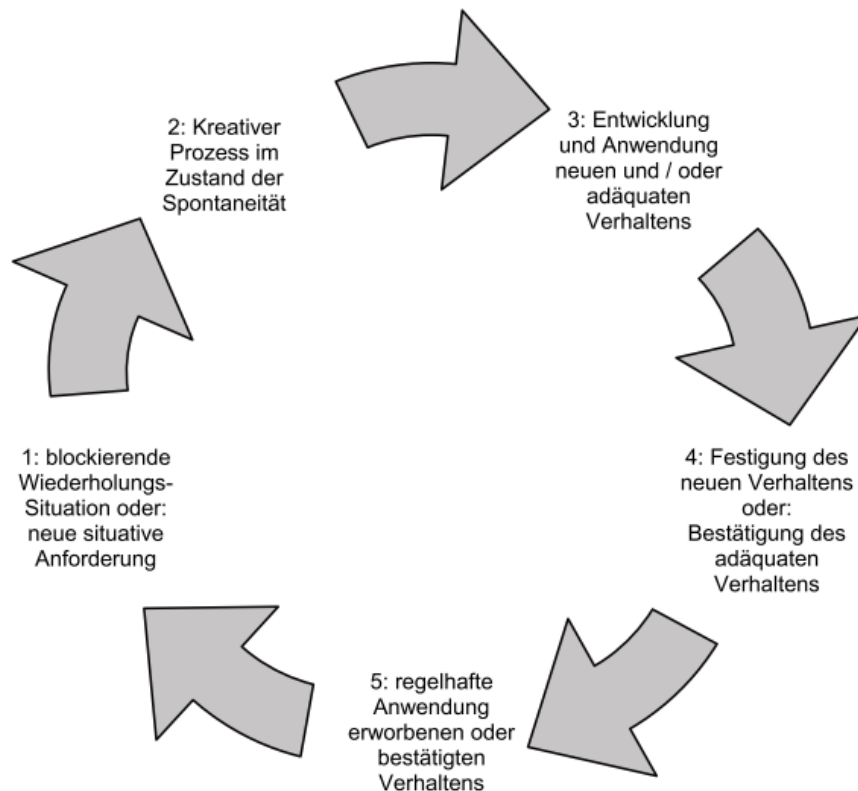 2: Kreativer
Prozess im
Zustand der
Spontaneität
3: Entwicklung
und Anwendung
neuen und / oder
adäquaten
Verhaltens
4: Festigung des
neuen Verhaltens
oder:
Bestätigung des
adäquaten
Verhaltens
5: regelhafte
Anwendung
erworbenen oder
bestätigten
Verhaltens
1: blockierende
Wiederholungs-
Situation oder:
neue situative
Anforderung